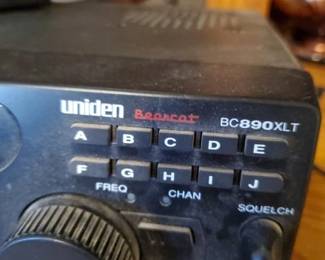 uniden Bearcat BC890XLT
A B C D E
F G H I J
FREQ CHAN
SQUELCH